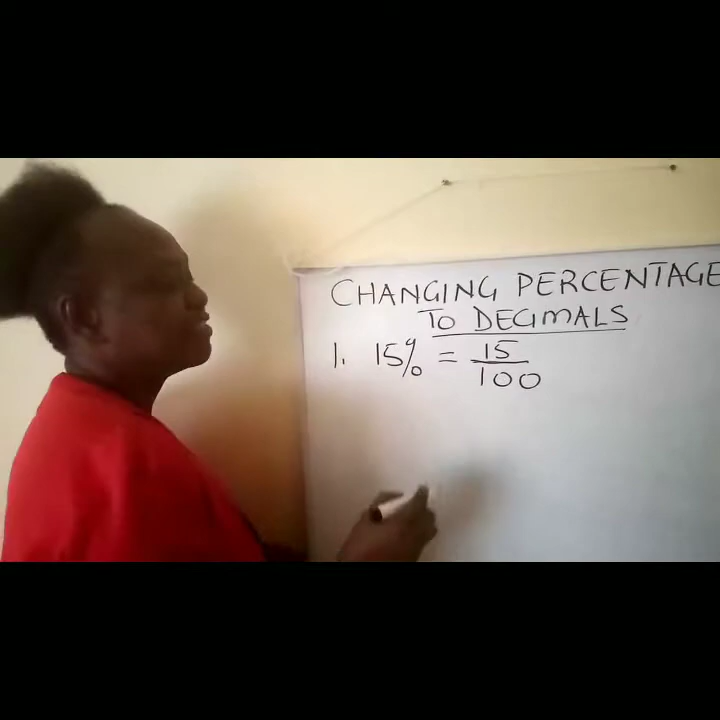 CHANGING PERCENTAGE
TO DECIMALS
1. 15% = 15/100